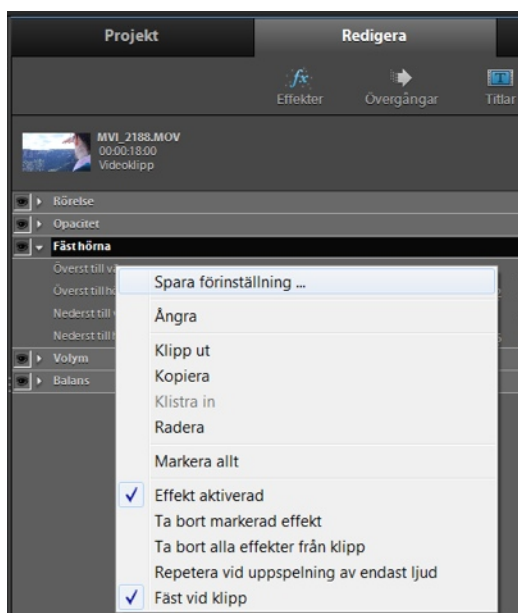 Projekt
Redigera
Effekter
Övergångar
Titlar
MVI_2188.MOV
00:00:18:00
Videoklipp
Rörelse
Opacitet
Fäst hörna
Överst till
Överst till
Nederst till
Nederst till
Volym
Balans
Spara förinställning ...
Ångra
Klipp ut
Kopiera
Klistra in
Radera
Markera allt
Effekt aktiverad
Ta bort markerad effekt
Ta bort alla effekter från klipp
Repetera vid uppspelning av endast ljud
Fäst vid klipp